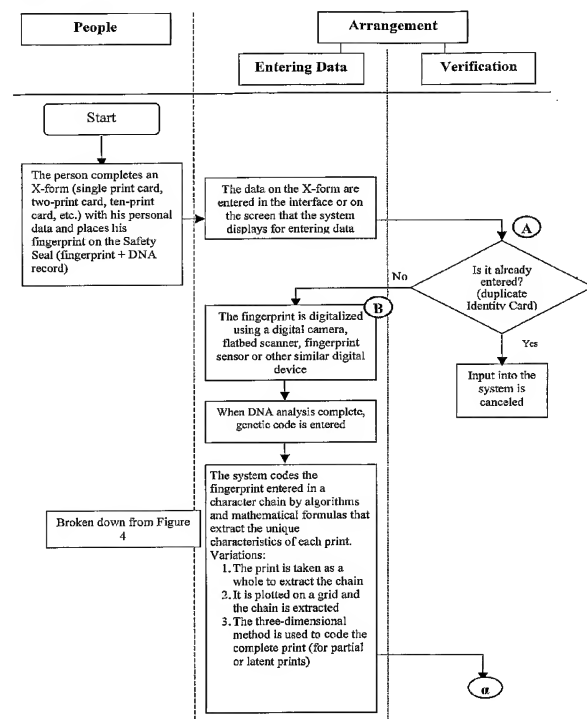 People
Arrangement
Entering Data
Verification
Start
The person completes an
X-form (single print card,
two-print card, ten-print
card, etc.) with his personal
data and places his
fingerprint on the Safety
Seal (fingerprint + DNA
record)
The data on the X-form are
entered in the interface or on
the screen that the system
displays for entering data
A
Is it already
entered?
(duplicate
Identity Card)
No
Yes
B
The fingerprint is digitalized
using a digital camera,
flatbed scanner, fingerprint
sensor or other similar digital
device
Input into the
system is
canceled
When DNA analysis complete,
genetic code is entered
The system codes the
fingerprint entered in a
character chain by algorithms
and mathematical formulas that
extract the unique
characteristics of each print.
Variations:
1. The print is taken as a
whole to extract the chain
2. It is plotted on a grid and
the chain is extracted
3. The three-dimensional
method is used to code the
complete print (for partial
or latent prints)
Broken down from Figure
4
α